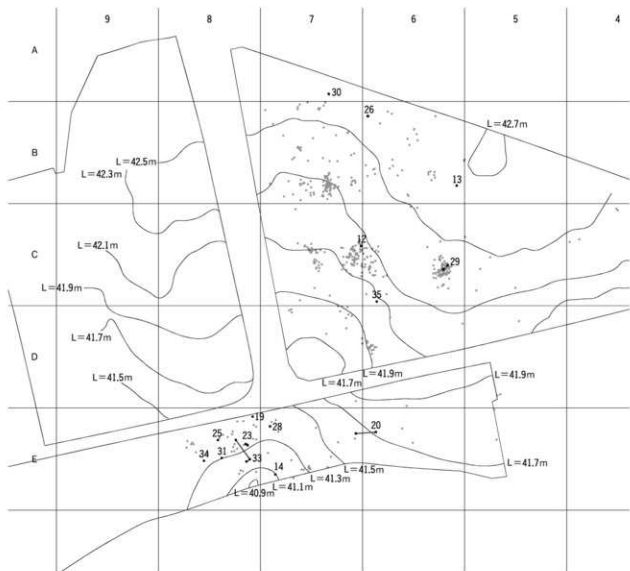 9 8 7 6 5 4
A
30
26
L=42.7m
B
L=42.5m
L=42.3m
13
C
12
L=42.1m
29
L=41.9m
35
L=41.7m
D
L=41.9m
L=41.7m
L=41.9m
L=41.5m
19
28
20
25
23
E
34
31
33
L=41.7m
14
L=41.5m
L=41.3m
L=41.1m
L=40.9m